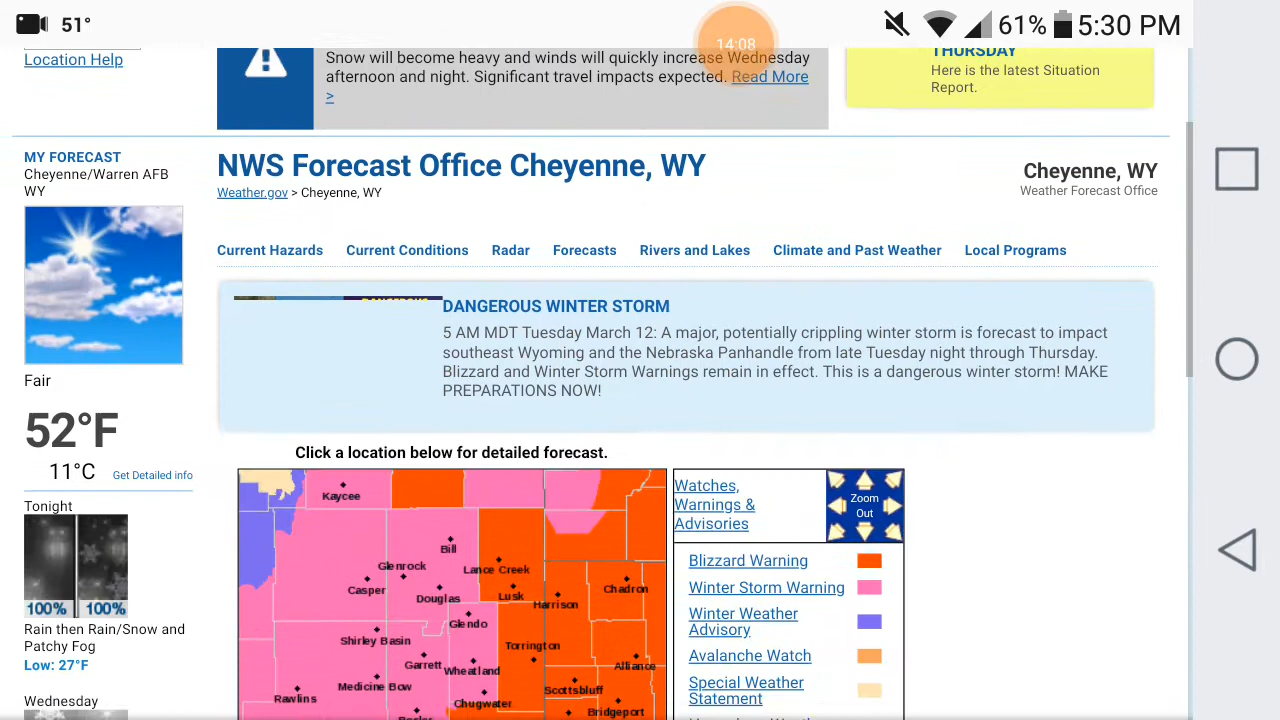 51°
14:08
61%
5:30 PM
Location Help
Snow will become heavy and winds will quickly increase Wednesday
afternoon and night. Significant travel impacts expected. Read More
>
THURSDAY
Here is the latest Situation
Report.
MY FORECAST
Cheyenne/Warren AFB
WY
Fair
52°F
11°C
Get Detailed info
Tonight
100% 100%
Rain then Rain/Snow and
Patchy Fog
Low: 27°F
Wednesday
NWS Forecast Office Cheyenne, WY
Weather.gov > Cheyenne, WY
Cheyenne, WY
Weather Forecast Office
Current Hazards Current Conditions Radar Forecasts Rivers and Lakes Climate and Past Weather Local Programs
DANGEROUS WINTER STORM
5 AM MDT Tuesday March 12: A major, potentially crippling winter storm is forecast to impact
southeast Wyoming and the Nebraska Panhandle from late Tuesday night through Thursday.
Blizzard and Winter Storm Warnings remain in effect. This is a dangerous winter storm! MAKE
PREPARATIONS NOW!
Click a location below for detailed forecast.
Kaycee
Bill
Glenrock
Lance Creek
Casper
Chadron
Douglas
Lusk
Harrison
Glendo
Shirley Basin
Torrington
Garrett
Wheatland
Alliance
Medicine Bow
Scottsbluff
Rawlins
Chugwater
Bridgeport
Watches,
Warnings &
Advisories
Zoom
Out
Blizzard Warning
Winter Storm Warning
Winter Weather
Advisory
Avalanche Watch
Special Weather
Statement